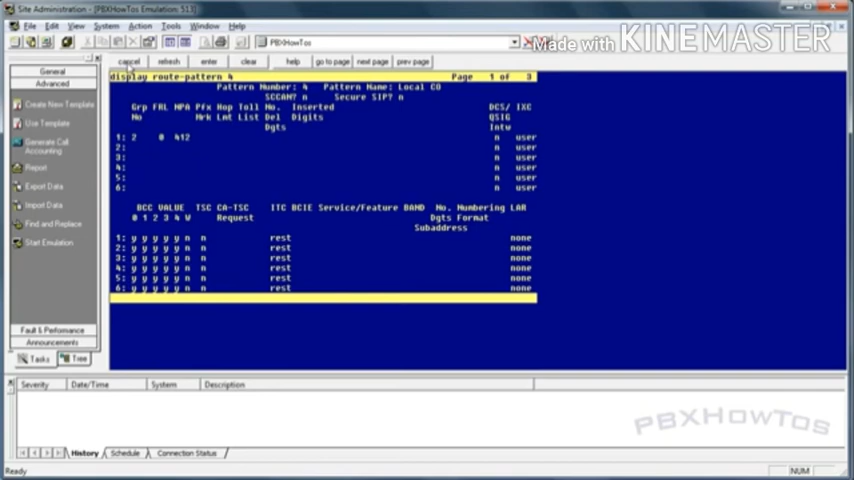 Site Administration - [PBXHowTos Emulation: 513]
File Edit View System Action Tools Window Help
PBXHowTos
Made with KINEMASTER
cancel refresh enter clear help go to page next page prev page
General
Advanced
Create New Template
Use Template
Generate Call
Accounting
Report
Export Data
Import Data
Find and Replace
Start Emulation
Fault & Performance
Announcements
Tasks Tree
display route-pattern 4 Page 1 of 3
Pattern Number: 4 Pattern Name: Local CO
SCCAN? n Secure SIP? n
Grp FRL NPA Pfx Hop Toll No. Inserted DCS/ IXC
No Mrk Lmt List Del Digits QSIG
Dgts Intw
1: 2 0 412 n user
2: n user
3: n user
4: n user
5: n user
6: n user
BCC VALUE TSC CA-TSC ITC BCIE Service/Feature BAND No. Numbering LAR
0 1 2 3 4 W Request Dgts Format
Subaddress
1: y y y y y n n rest none
2: y y y y y n n rest none
3: y y y y y n n rest none
4: y y y y y n n rest none
5: y y y y y n n rest none
6: y y y y y n n rest none
Severity Date/Time System Description
PBXHowTos
History Schedule Connection Status
Ready NUM